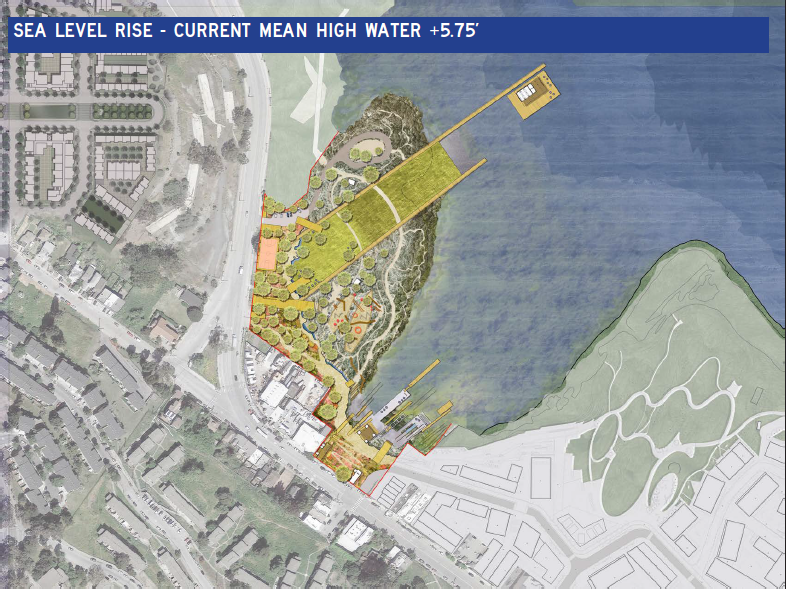 SEA LEVEL RISE - CURRENT MEAN HIGH WATER +5.75'